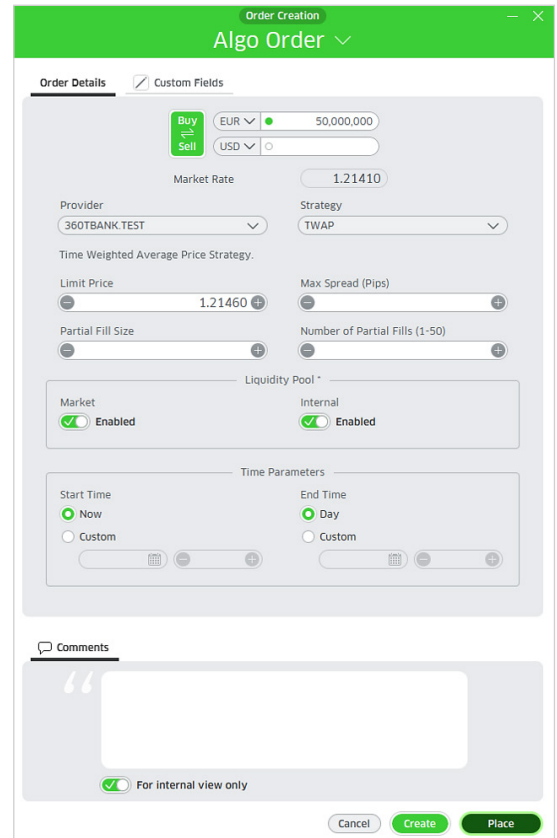 Order Creation
Algo Order
Order Details Custom Fields
Buy EUR 50,000,000
Sell USD
Market Rate 1.21410
Provider Strategy
360TBANK.TEST TWAP
Time Weighted Average Price Strategy.
Limit Price Max Spread (Pips)
1.21460
Partial Fill Size Number of Partial Fills (1-50)
Liquidity Pool *
Market Internal
Enabled Enabled
Time Parameters
Start Time End Time
Now Day
Custom Custom
Comments
“
For internal view only
Cancel Create Place